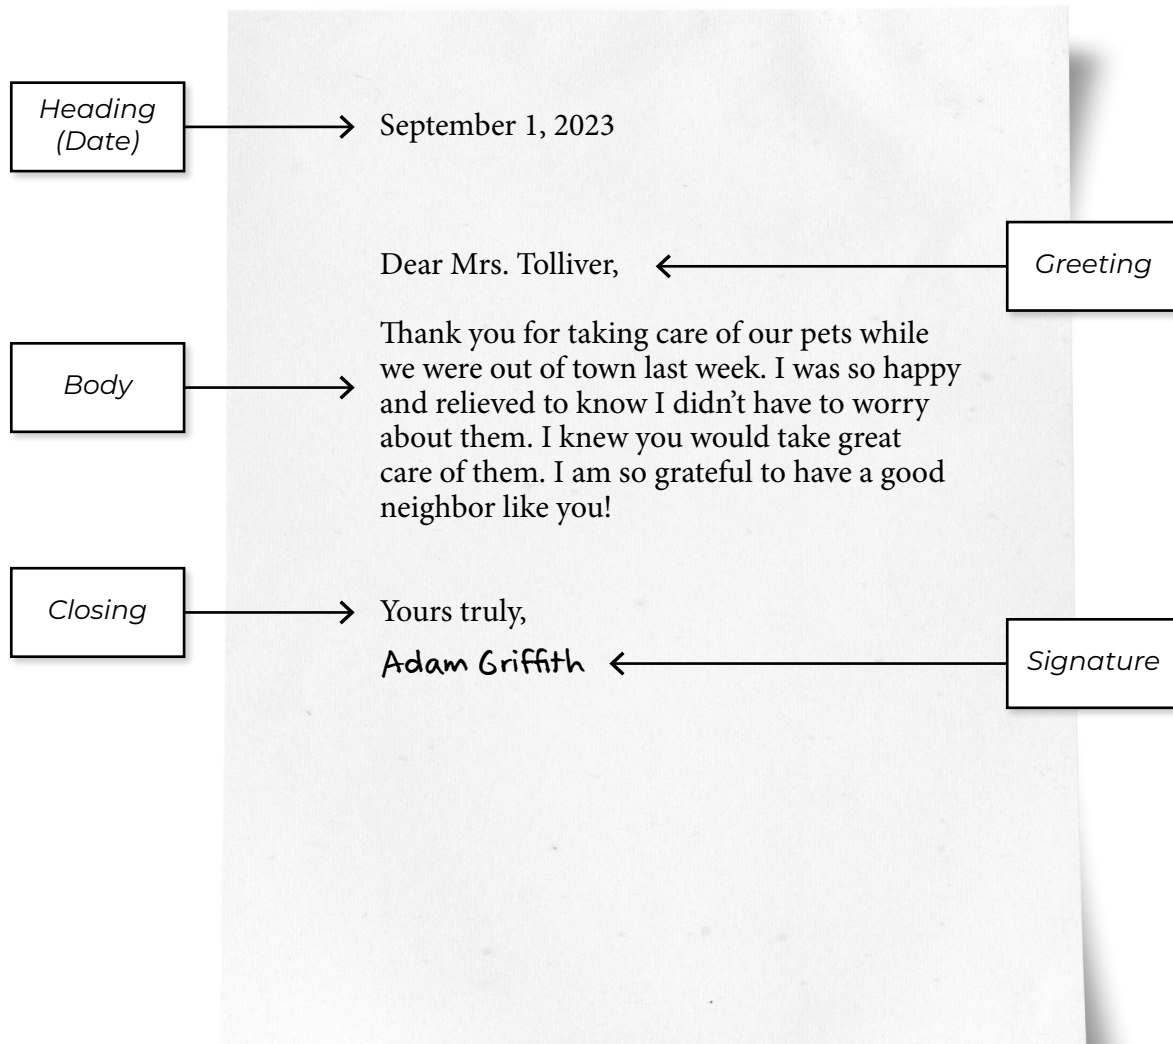 Heading
(Date)
September 1, 2023
Dear Mrs. Tolliver,
Greeting
Thank you for taking care of our pets while
we were out of town last week. I was so happy
Body
and relieved to know I didn’t have to worry
about them. I knew you would take great
care of them. I am so grateful to have a good
neighbor like you!
Closing
Yours truly,
Adam Griffith
Signature